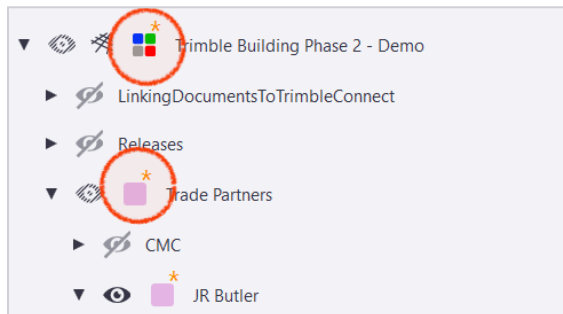 Trimble Building Phase 2 - Demo
LinkingDocumentsToTrimbleConnect
Releases
Trade Partners
CMC
JR Butler